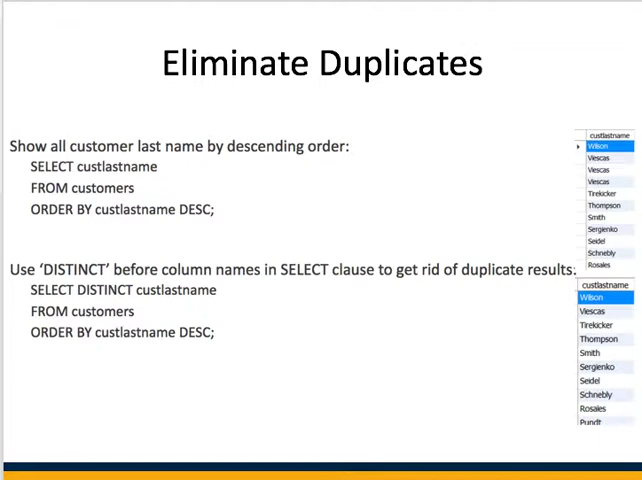 Eliminate Duplicates
Show all customer last name by descending order:
SELECT custlastname
FROM customers
ORDER BY custlastname DESC;
custlastname
Wilson
Viescas
Viescas
Viescas
Tirekicker
Thompson
Smith
Sergienko
Seidel
Schnebly
Rosales
Use ‘DISTINCT’ before column names in SELECT clause to get rid of duplicate results.
SELECT DISTINCT custlastname
FROM customers
ORDER BY custlastname DESC;
custlastname
Wilson
Viescas
Tirekicker
Thompson
Smith
Sergienko
Seidel
Schnebly
Rosales
Pundt